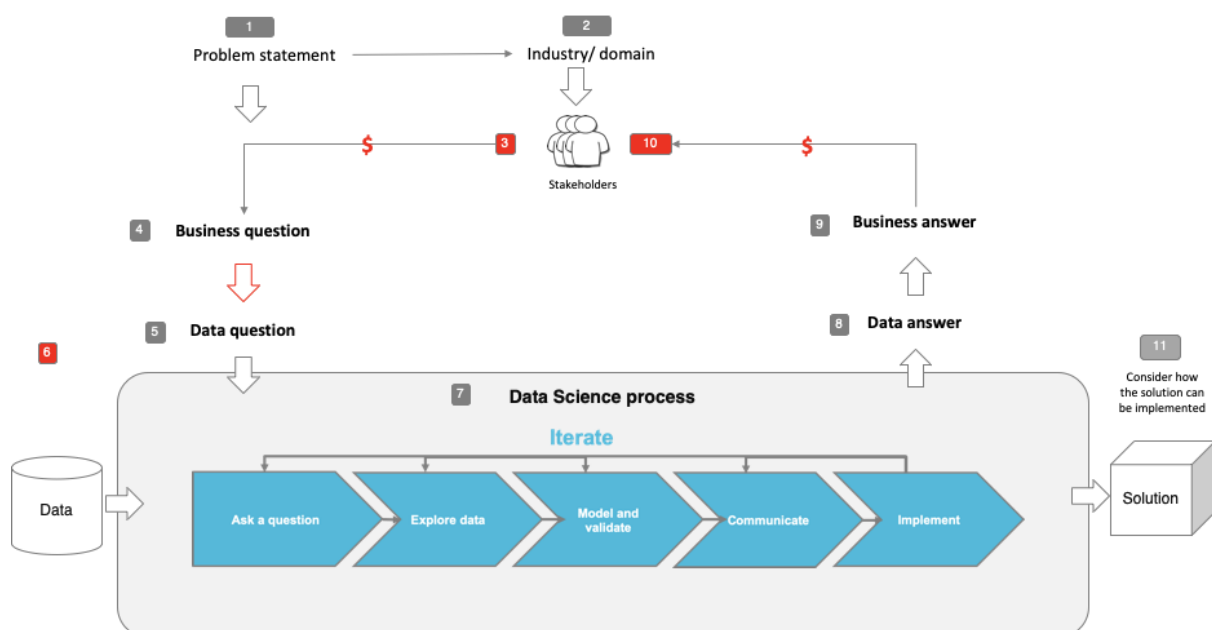 1
2
Problem statement
Industry/ domain
$
3
10
$
Stakeholders
4
Business question
9
Business answer
5
Data question
8
Data answer
6
11
Consider how
the solution can
be implemented
7
Data Science process
Iterate
Data
Ask a question
Explore data
Model and
validate
Communicate
Implement
Solution